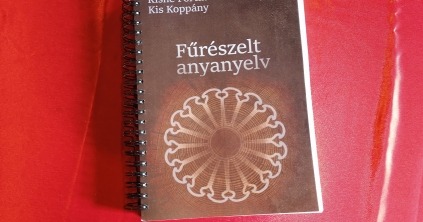 Kis Koppány
Fűrészelt
anyanyelv